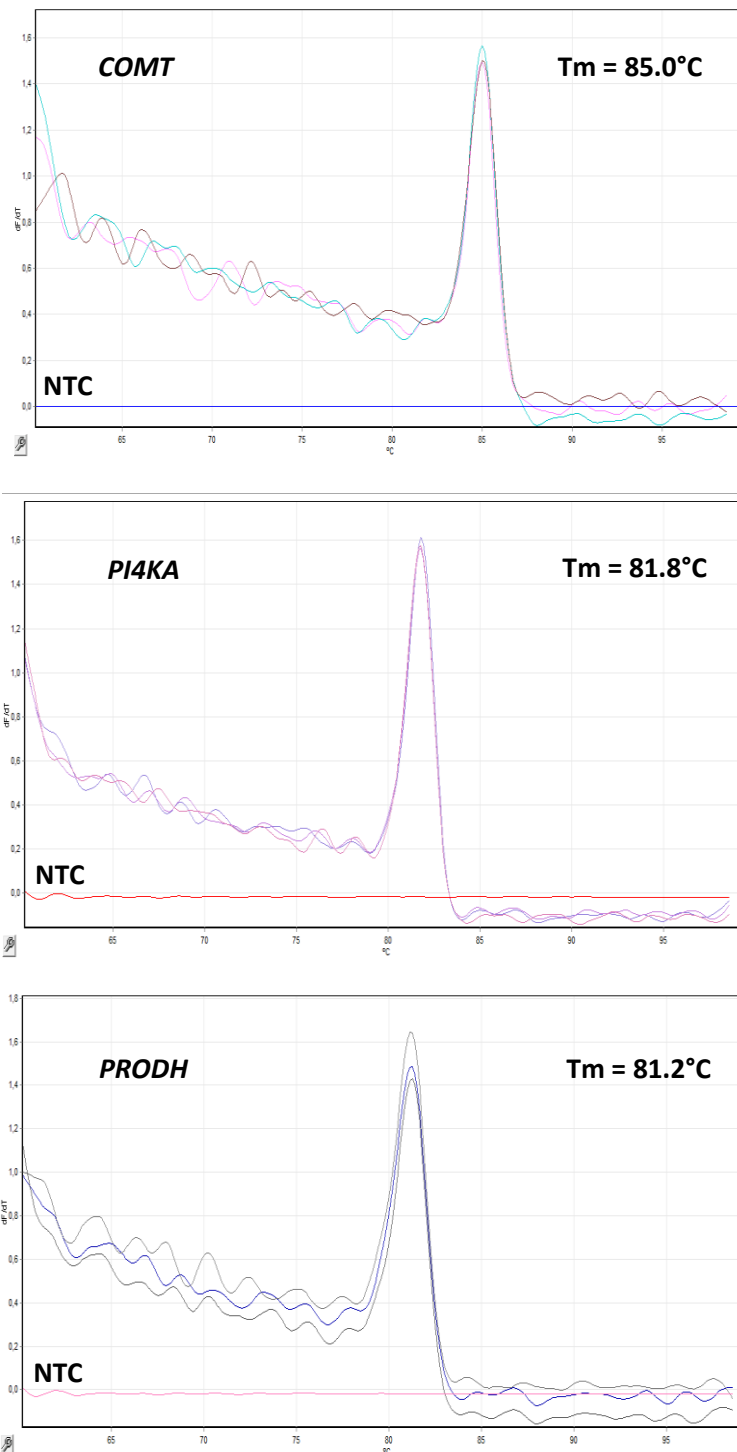 COMT
Tm = 85.0°C
1,6
1,4
1,2
1,0
dF/dT
0,8
0,6
0,4
0,2
NTC
0,0
65 70 75 80 85 90 95
°C
PI4KA
Tm = 81.8°C
1,6
1,4
1,2
1,0
dF/dT
0,8
0,6
0,4
0,2
NTC
0,0
65 70 75 80 85 90 95
°C
1,8
PRODH
Tm = 81.2°C
1,6
1,4
1,2
1,0
dF/dT
0,8
0,6
0,4
0,2
NTC
0,0
65 70 75 80 85 90 95
°C